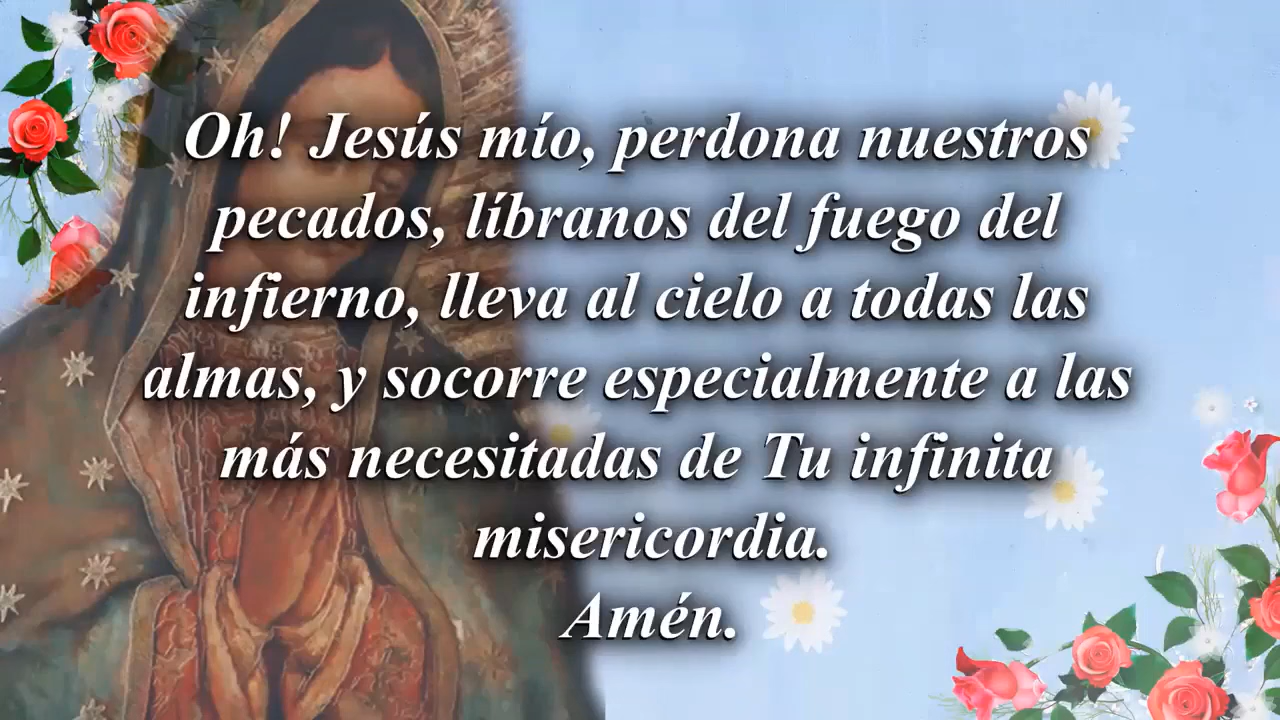 Oh! Jesús mío, perdona nuestros
pecados, líbranos del fuego del
infierno, lleva al cielo a todas las
almas, y socorre especialmente a las
más necesitadas de Tu infinita
misericordia.
Amén.